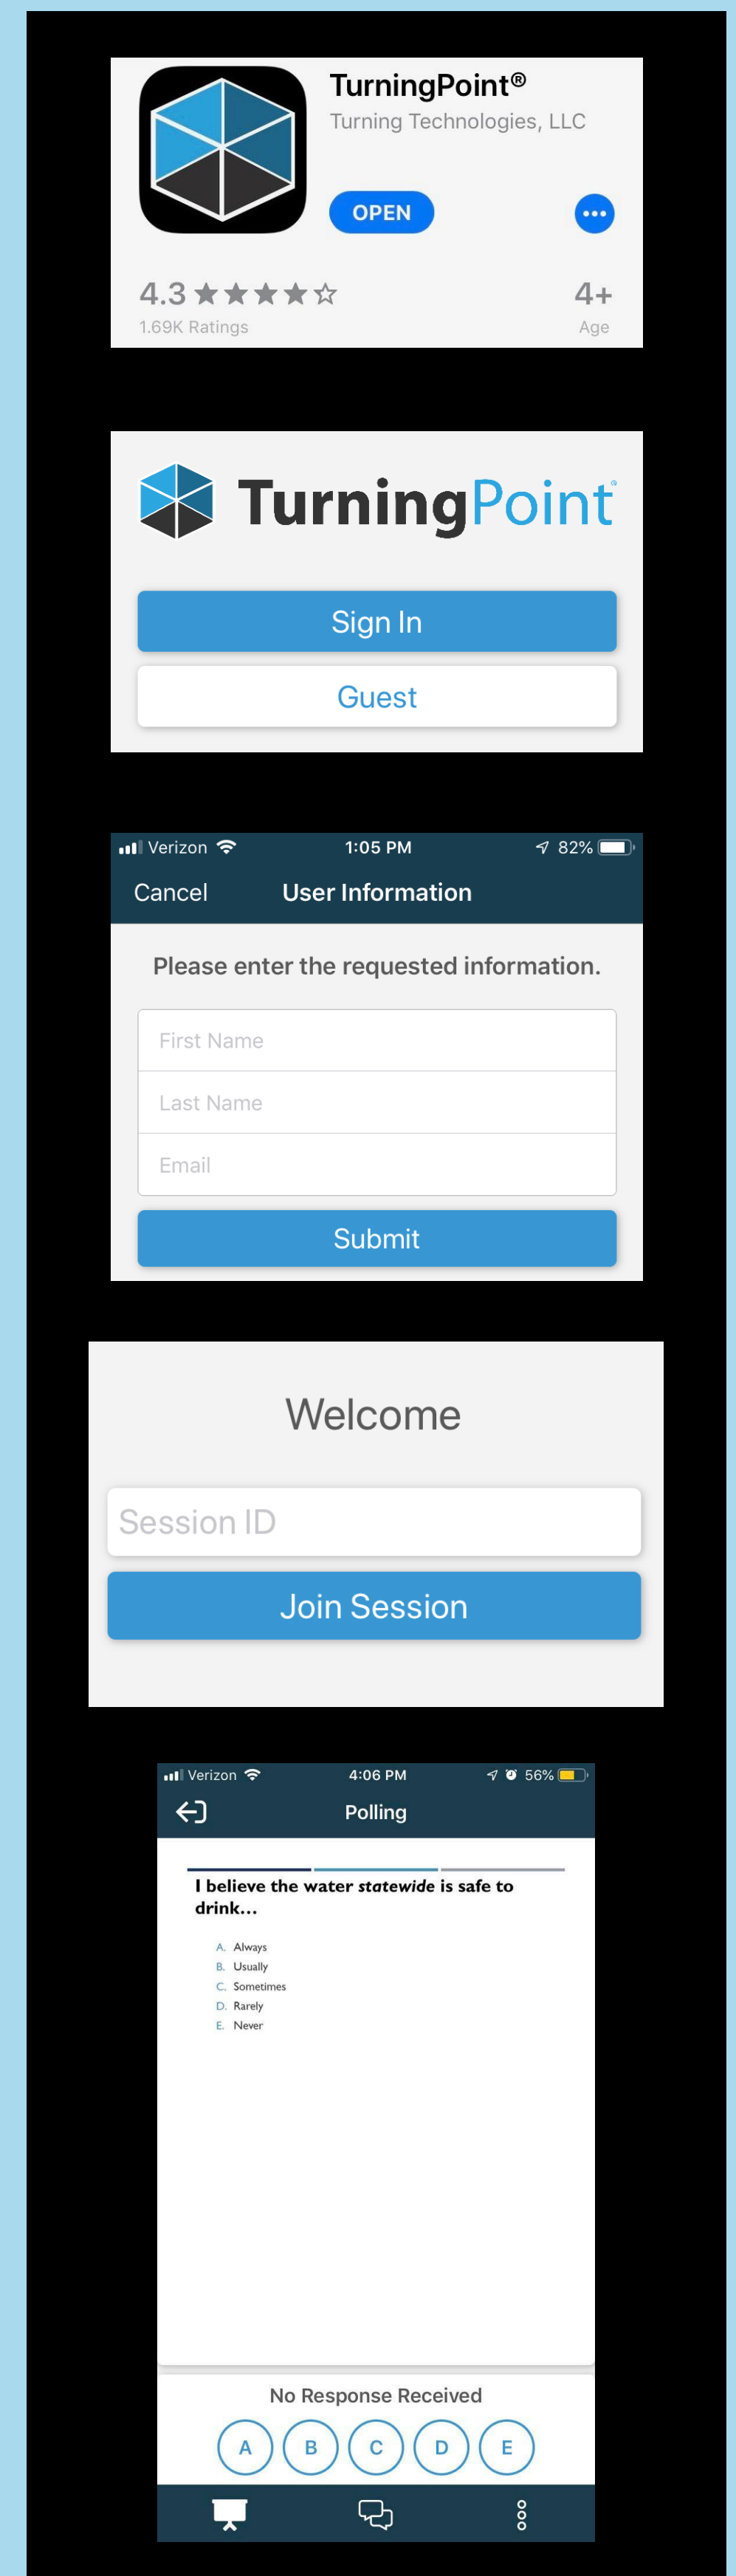 TurningPoint®
Turning Technologies, LLC
OPEN
4.3
4+
1.69K Ratings
Age
TurningPoint®
Sign In
Guest
Verizon
1:05 PM
82%
Cancel
User Information
Please enter the requested information.
First Name
Last Name
Email
Submit
Welcome
Session ID
Join Session
Verizon
4:06 PM
56%
Polling
I believe the water statewide is safe to
drink...
A. Always
B. Usually
C. Sometimes
D. Rarely
E. Never
No Response Received
A B C D E